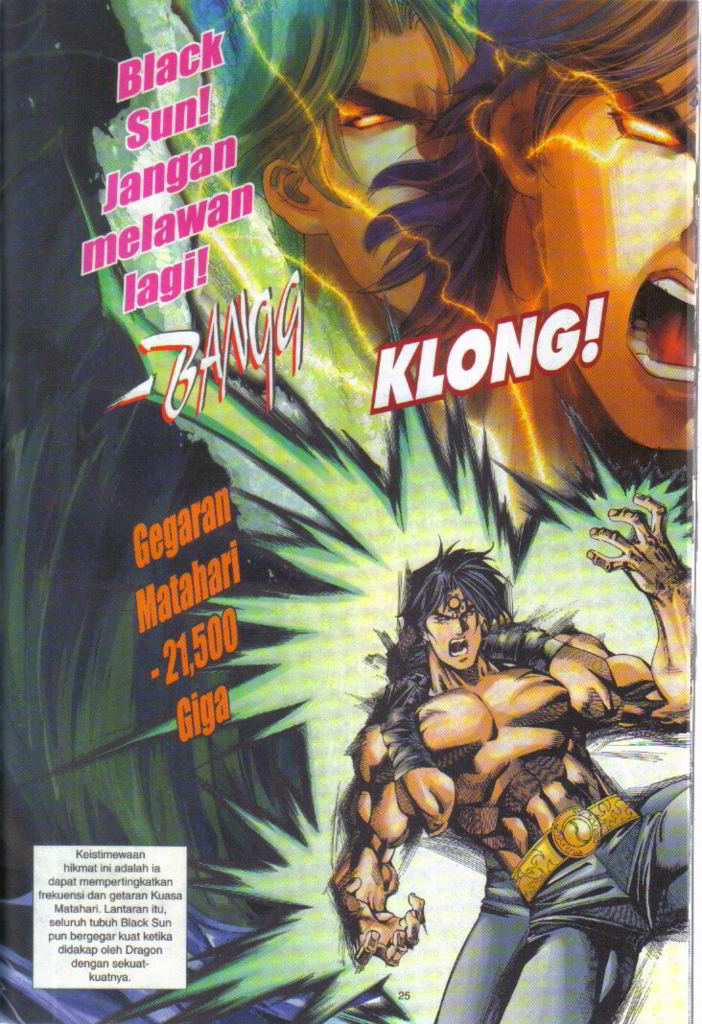 Black
Sun!
Jangan
melawan
lagi!
BANGG
KLONG!
Gegaran
Matahari
- 21,500
Giga
Keistimewaan
hikmat ini adalah ia
dapat mempertingkatkan
frekuensi dan getaran Kuasa
Matahari. Lantaran itu,
seluruh tubuh Black Sun
pun bergegar kuat ketika
didakap oleh Dragon
dengan sekuat-
kuatnya.
25